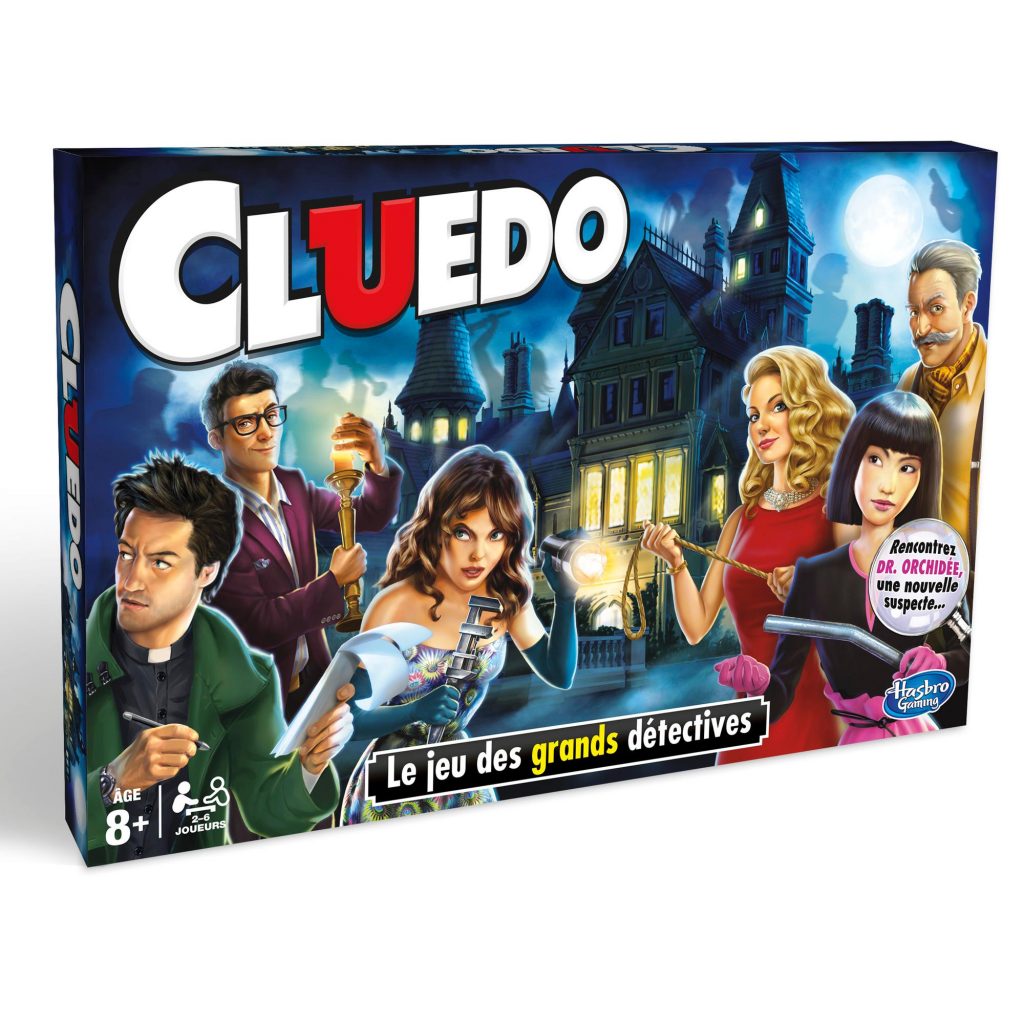 CLUEDO
CLUEDO
CLUEDO
Rencontrez
DR. ORCHIDÉE,
une nouvelle
suspecte...
Hasbro
Gaming
Le jeu des grands détectives
ÂGE
8+
2-6
JOUEURS